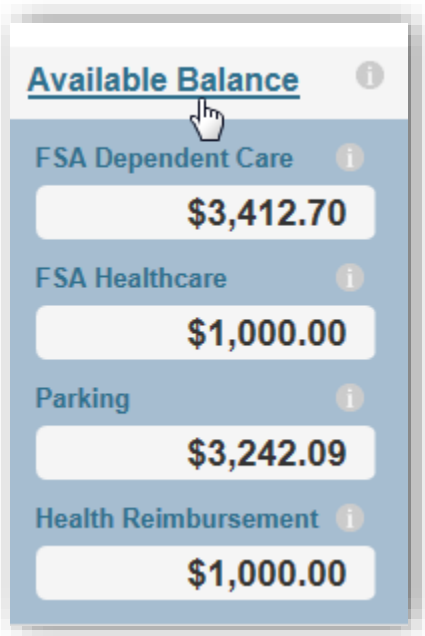 Available Balance
FSA Dependent Care
$3,412.70
FSA Healthcare
$1,000.00
Parking
$3,242.09
Health Reimbursement
$1,000.00